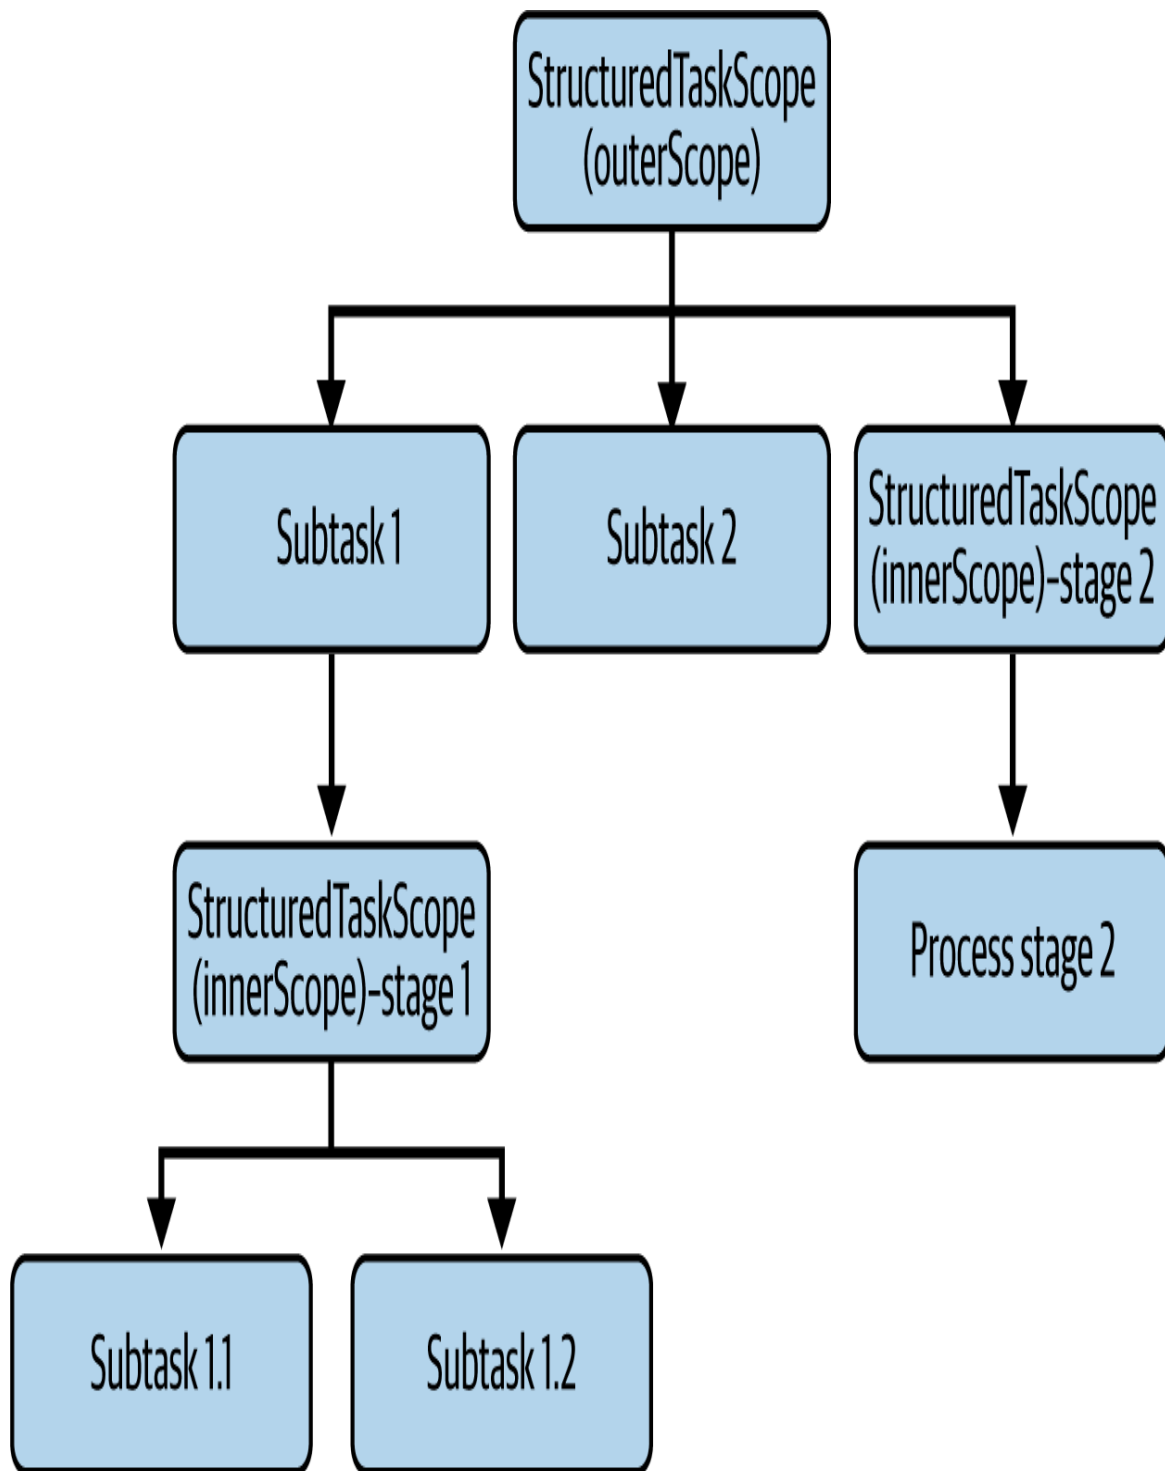 StructuredTaskScope
(outerScope)
Subtask 1
Subtask 2
StructuredTaskScope
(innerScope)–stage 2
StructuredTaskScope
(innerScope)–stage 1
Process stage 2
Subtask 1.1
Subtask 1.2